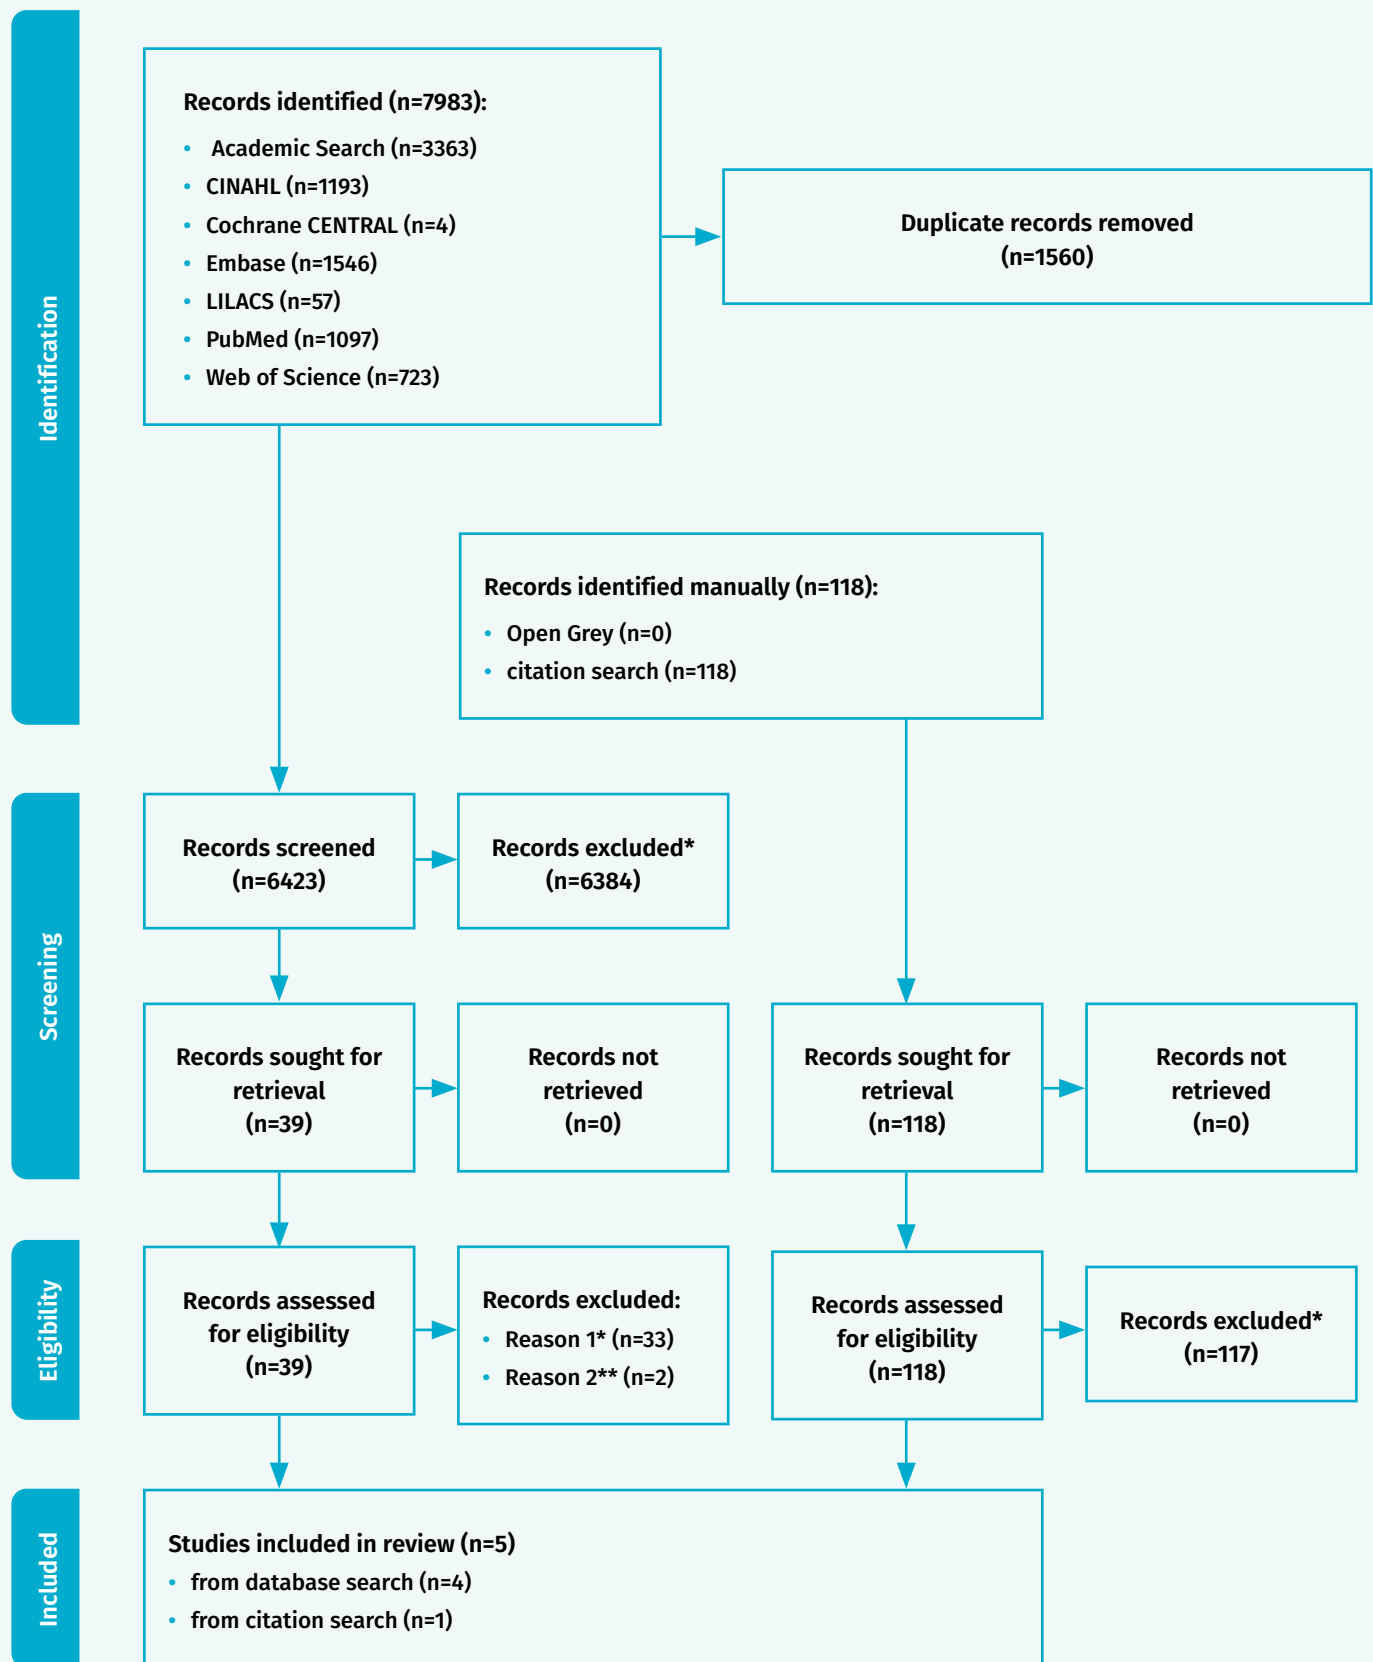 Identification
Records identified (n=7983):
• Academic Search (n=3363)
• CINAHL (n=1193)
• Cochrane CENTRAL (n=4)
• Embase (n=1546)
• LILACS (n=57)
• PubMed (n=1097)
• Web of Science (n=723)
Duplicate records removed
(n=1560)
Records identified manually (n=118):
• Open Grey (n=0)
• citation search (n=118)
Screening
Records screened
(n=6423)
Records excluded*
(n=6384)
Records sought for
retrieval
(n=39)
Records not
retrieved
(n=0)
Records sought for
retrieval
(n=118)
Records not
retrieved
(n=0)
Eligibility
Records assessed
for eligibility
(n=39)
Records excluded:
• Reason 1* (n=33)
• Reason 2** (n=2)
Records assessed
for eligibility
(n=118)
Records excluded*
(n=117)
Included
Studies included in review (n=5)
• from database search (n=4)
• from citation search (n=1)